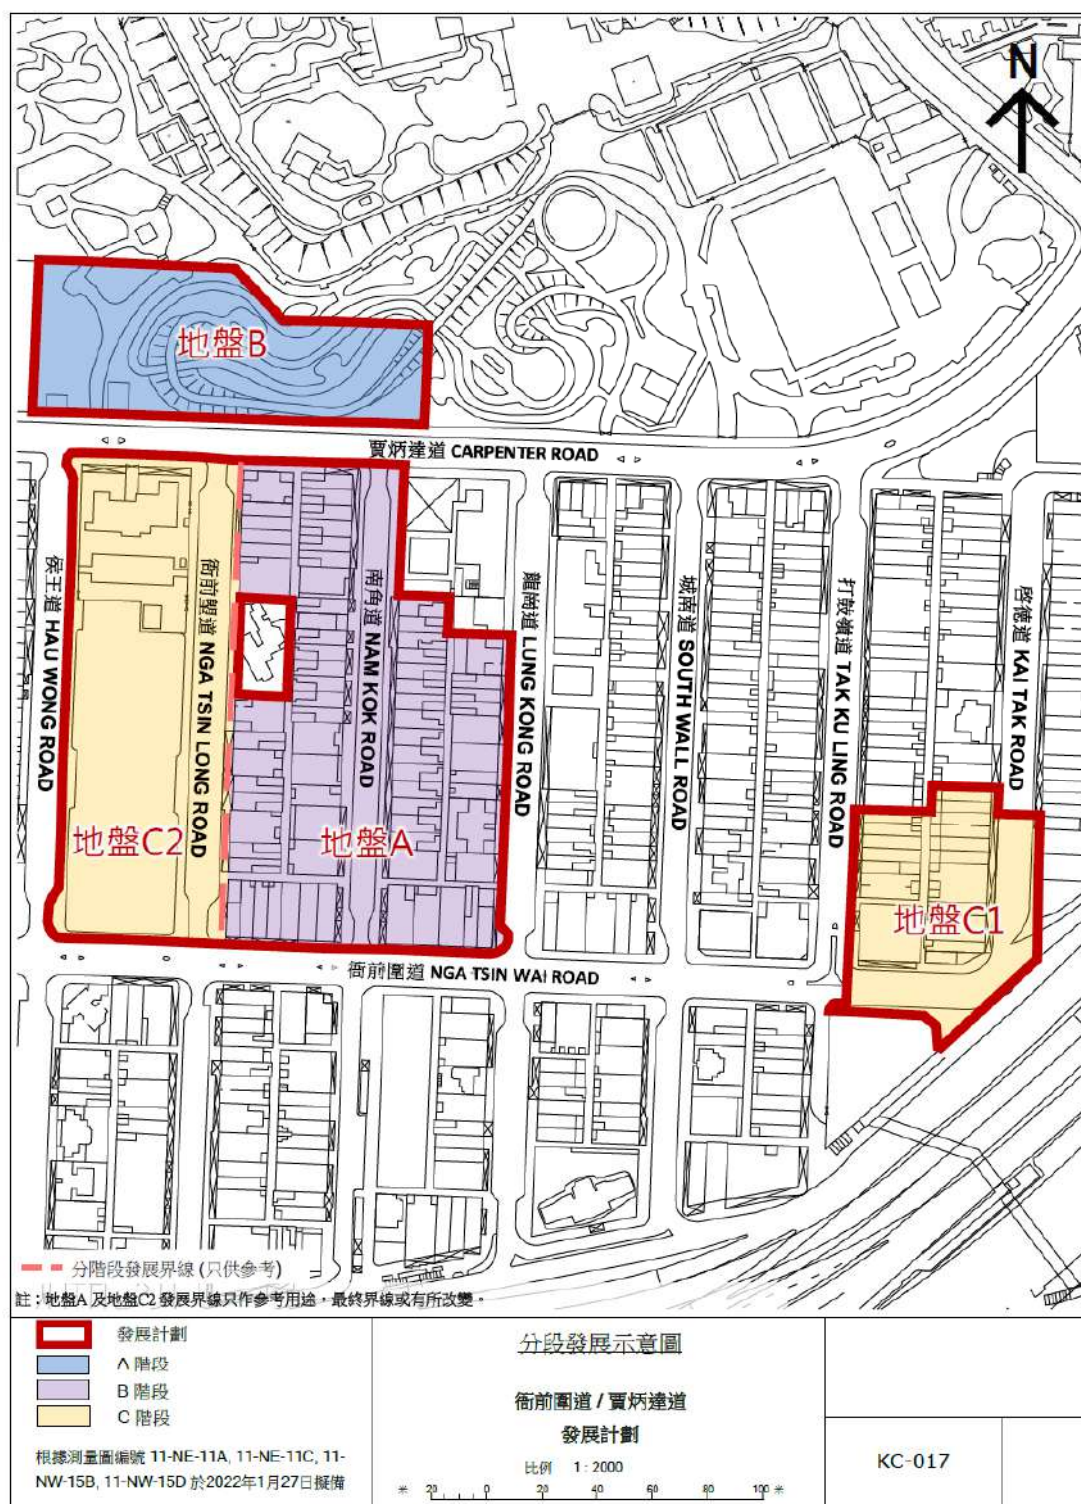 N
地盤B
賈炳達道 CARPENTER ROAD
侯王道 HAU WONG ROAD
衙前塱道 NGA TSIN LONG ROAD
南角道 NAM KOK ROAD
龍崗道 LUNG KONG ROAD
城南道 SOUTH WALL ROAD
打鼓嶺道 TAK KU LING ROAD
啓德道 KAI TAK ROAD
地盤C2
地盤A
地盤C1
衙前圍道 NGA TSIN WAI ROAD
分階段發展界線 (只供參考)
註：地盤A 及地盤C2 發展界線只作參考用途，最終界線或有所改變。
發展計劃
A 階段
B 階段
C 階段
根據測量圖編號 11-NE-11A, 11-NE-11C, 11-
NW-15B, 11-NW-15D 於2022年1月27日擬備
分段發展示意圖
衙前圍道 / 賈炳達道
發展計劃
比例 1 : 2000
米 20 0 20 40 60 80 100 米
KC-017